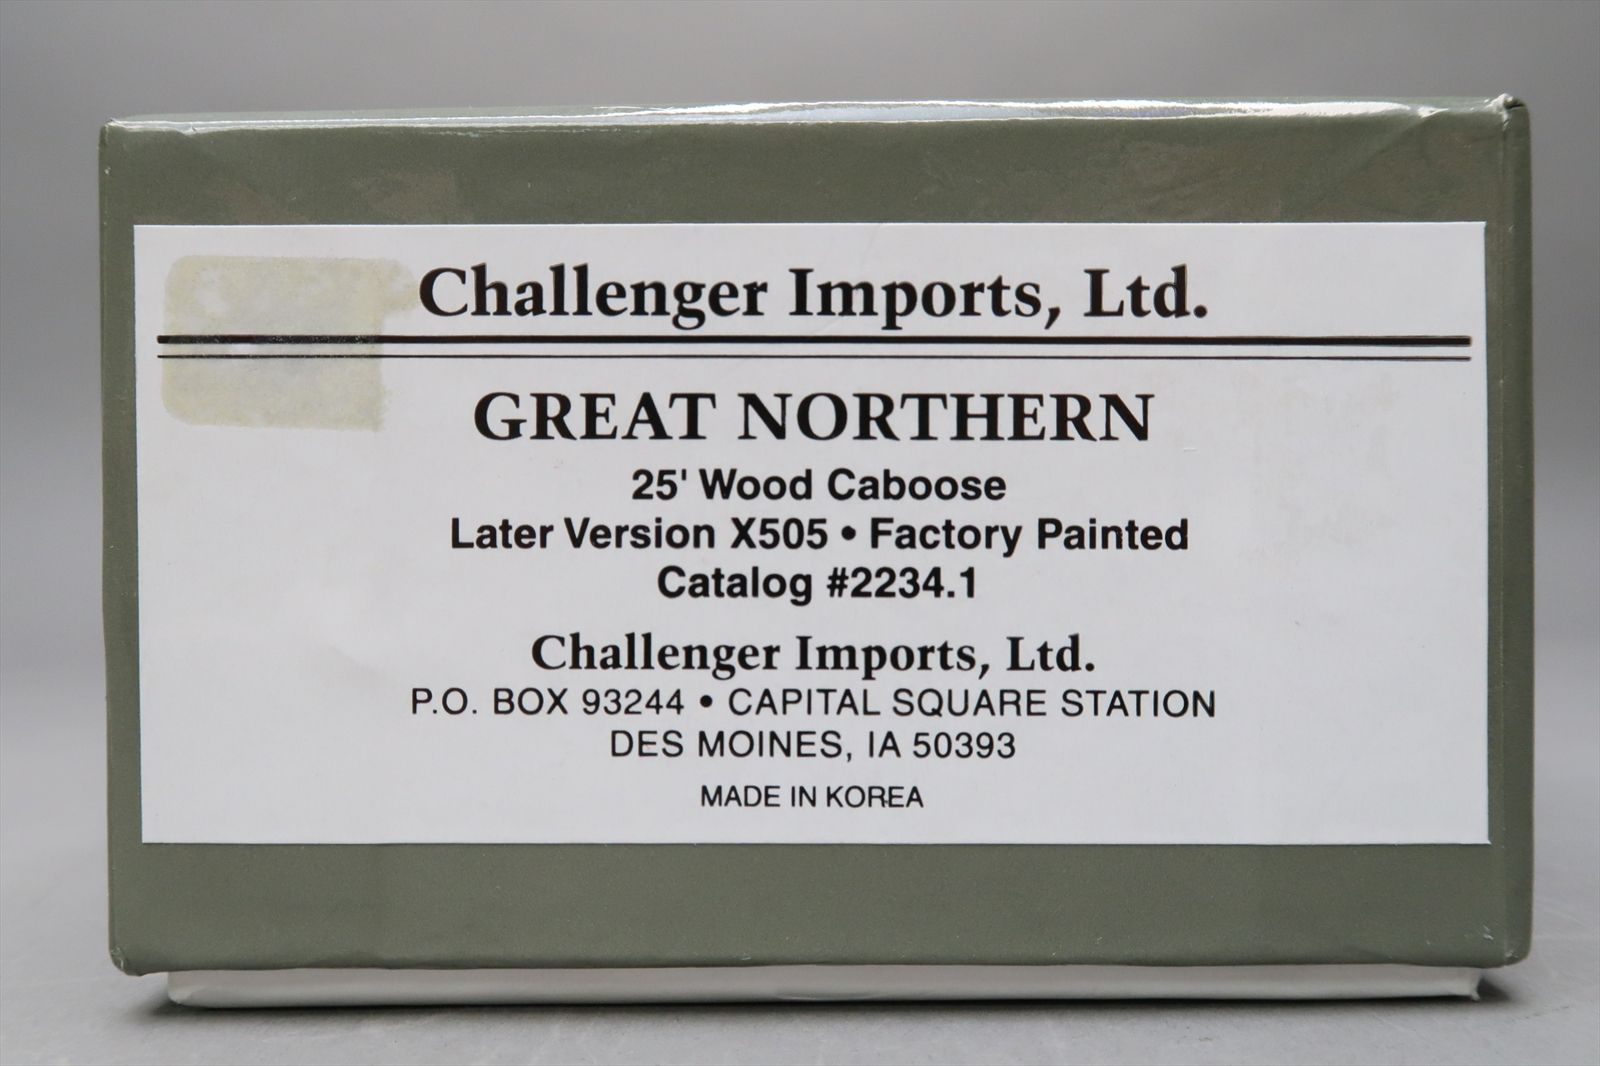 Challenger Imports, Ltd.
GREAT NORTHERN
25' Wood Caboose
Later Version X505 • Factory Painted
Catalog #2234.1
Challenger Imports, Ltd.
P.O. BOX 93244 • CAPITAL SQUARE STATION
DES MOINES, IA 50393
MADE IN KOREA